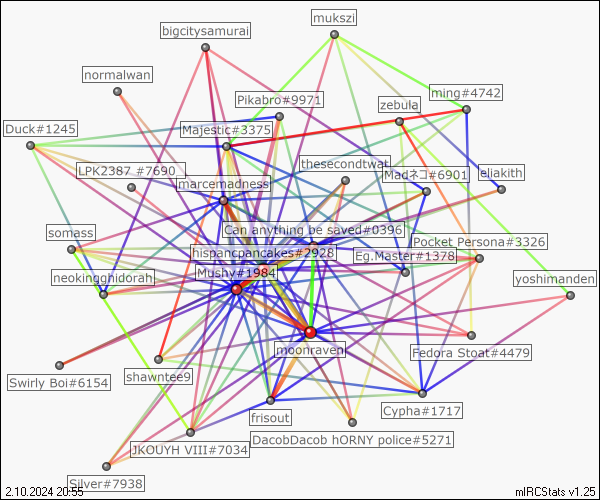 mukszi
bigcitysamurai
normalwan
ming#4742
Pikabro#9971
zebula
Duck#1245
Majestic#3375
thesecondtwat
LPK2387 #7690
Madネコ#6901
eliakith
marcemadness
Can anything be saved#0396
somass
Pocket Persona#3326
hispancpancakes#2928
Eg.Master#1378
Mushy#1984
neokingghidorah
yoshimanden
moonraven
Fedora Stoat#4479
Swirly Boi#6154
shawntee9
Cypha#1717
frisout
DacobDacob hORNY police#5271
JKOUYH VIII#7034
Silver#7938
2.10.2024 20:55
mIRCStats v1.25